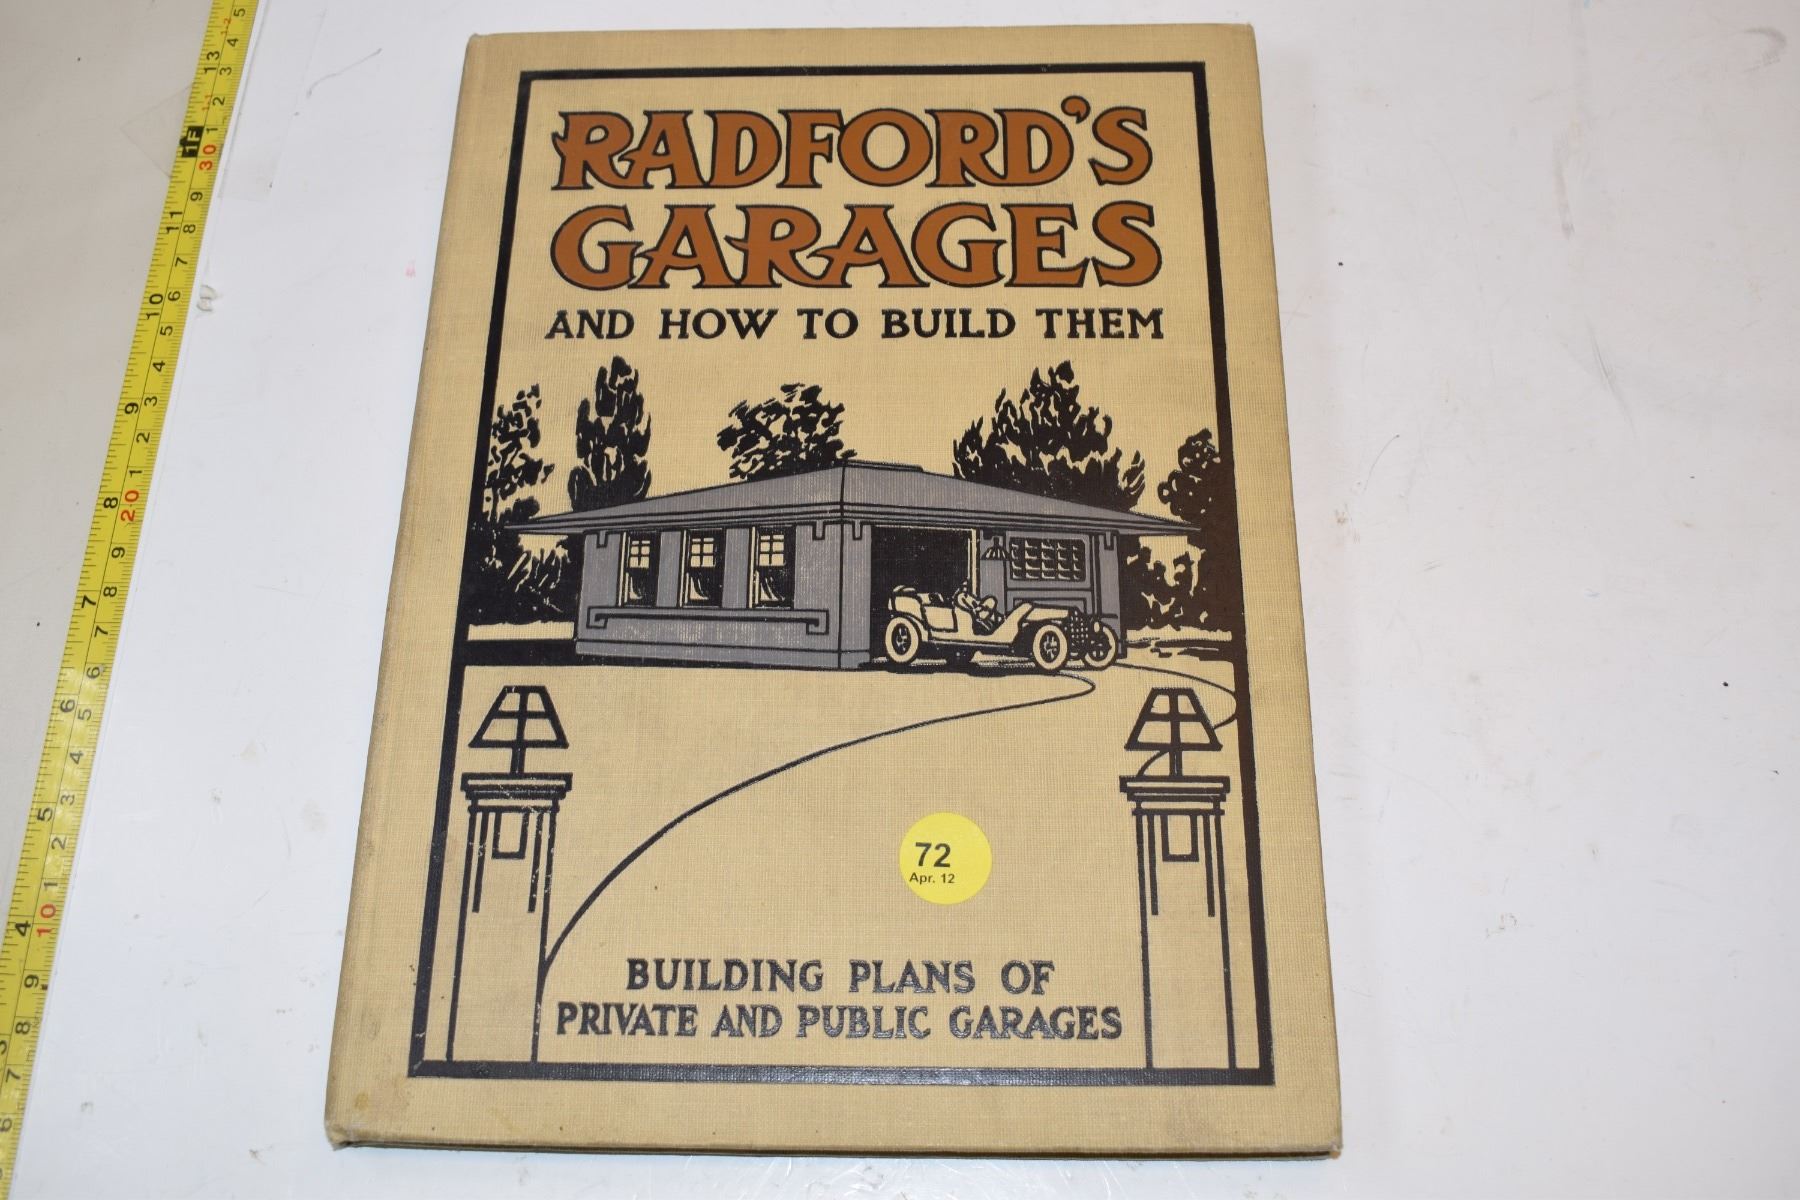 RADFORD'S
GARAGES
AND HOW TO BUILD THEM
72
Apr. 12
BUILDING PLANS OF
PRIVATE AND PUBLIC GARAGES